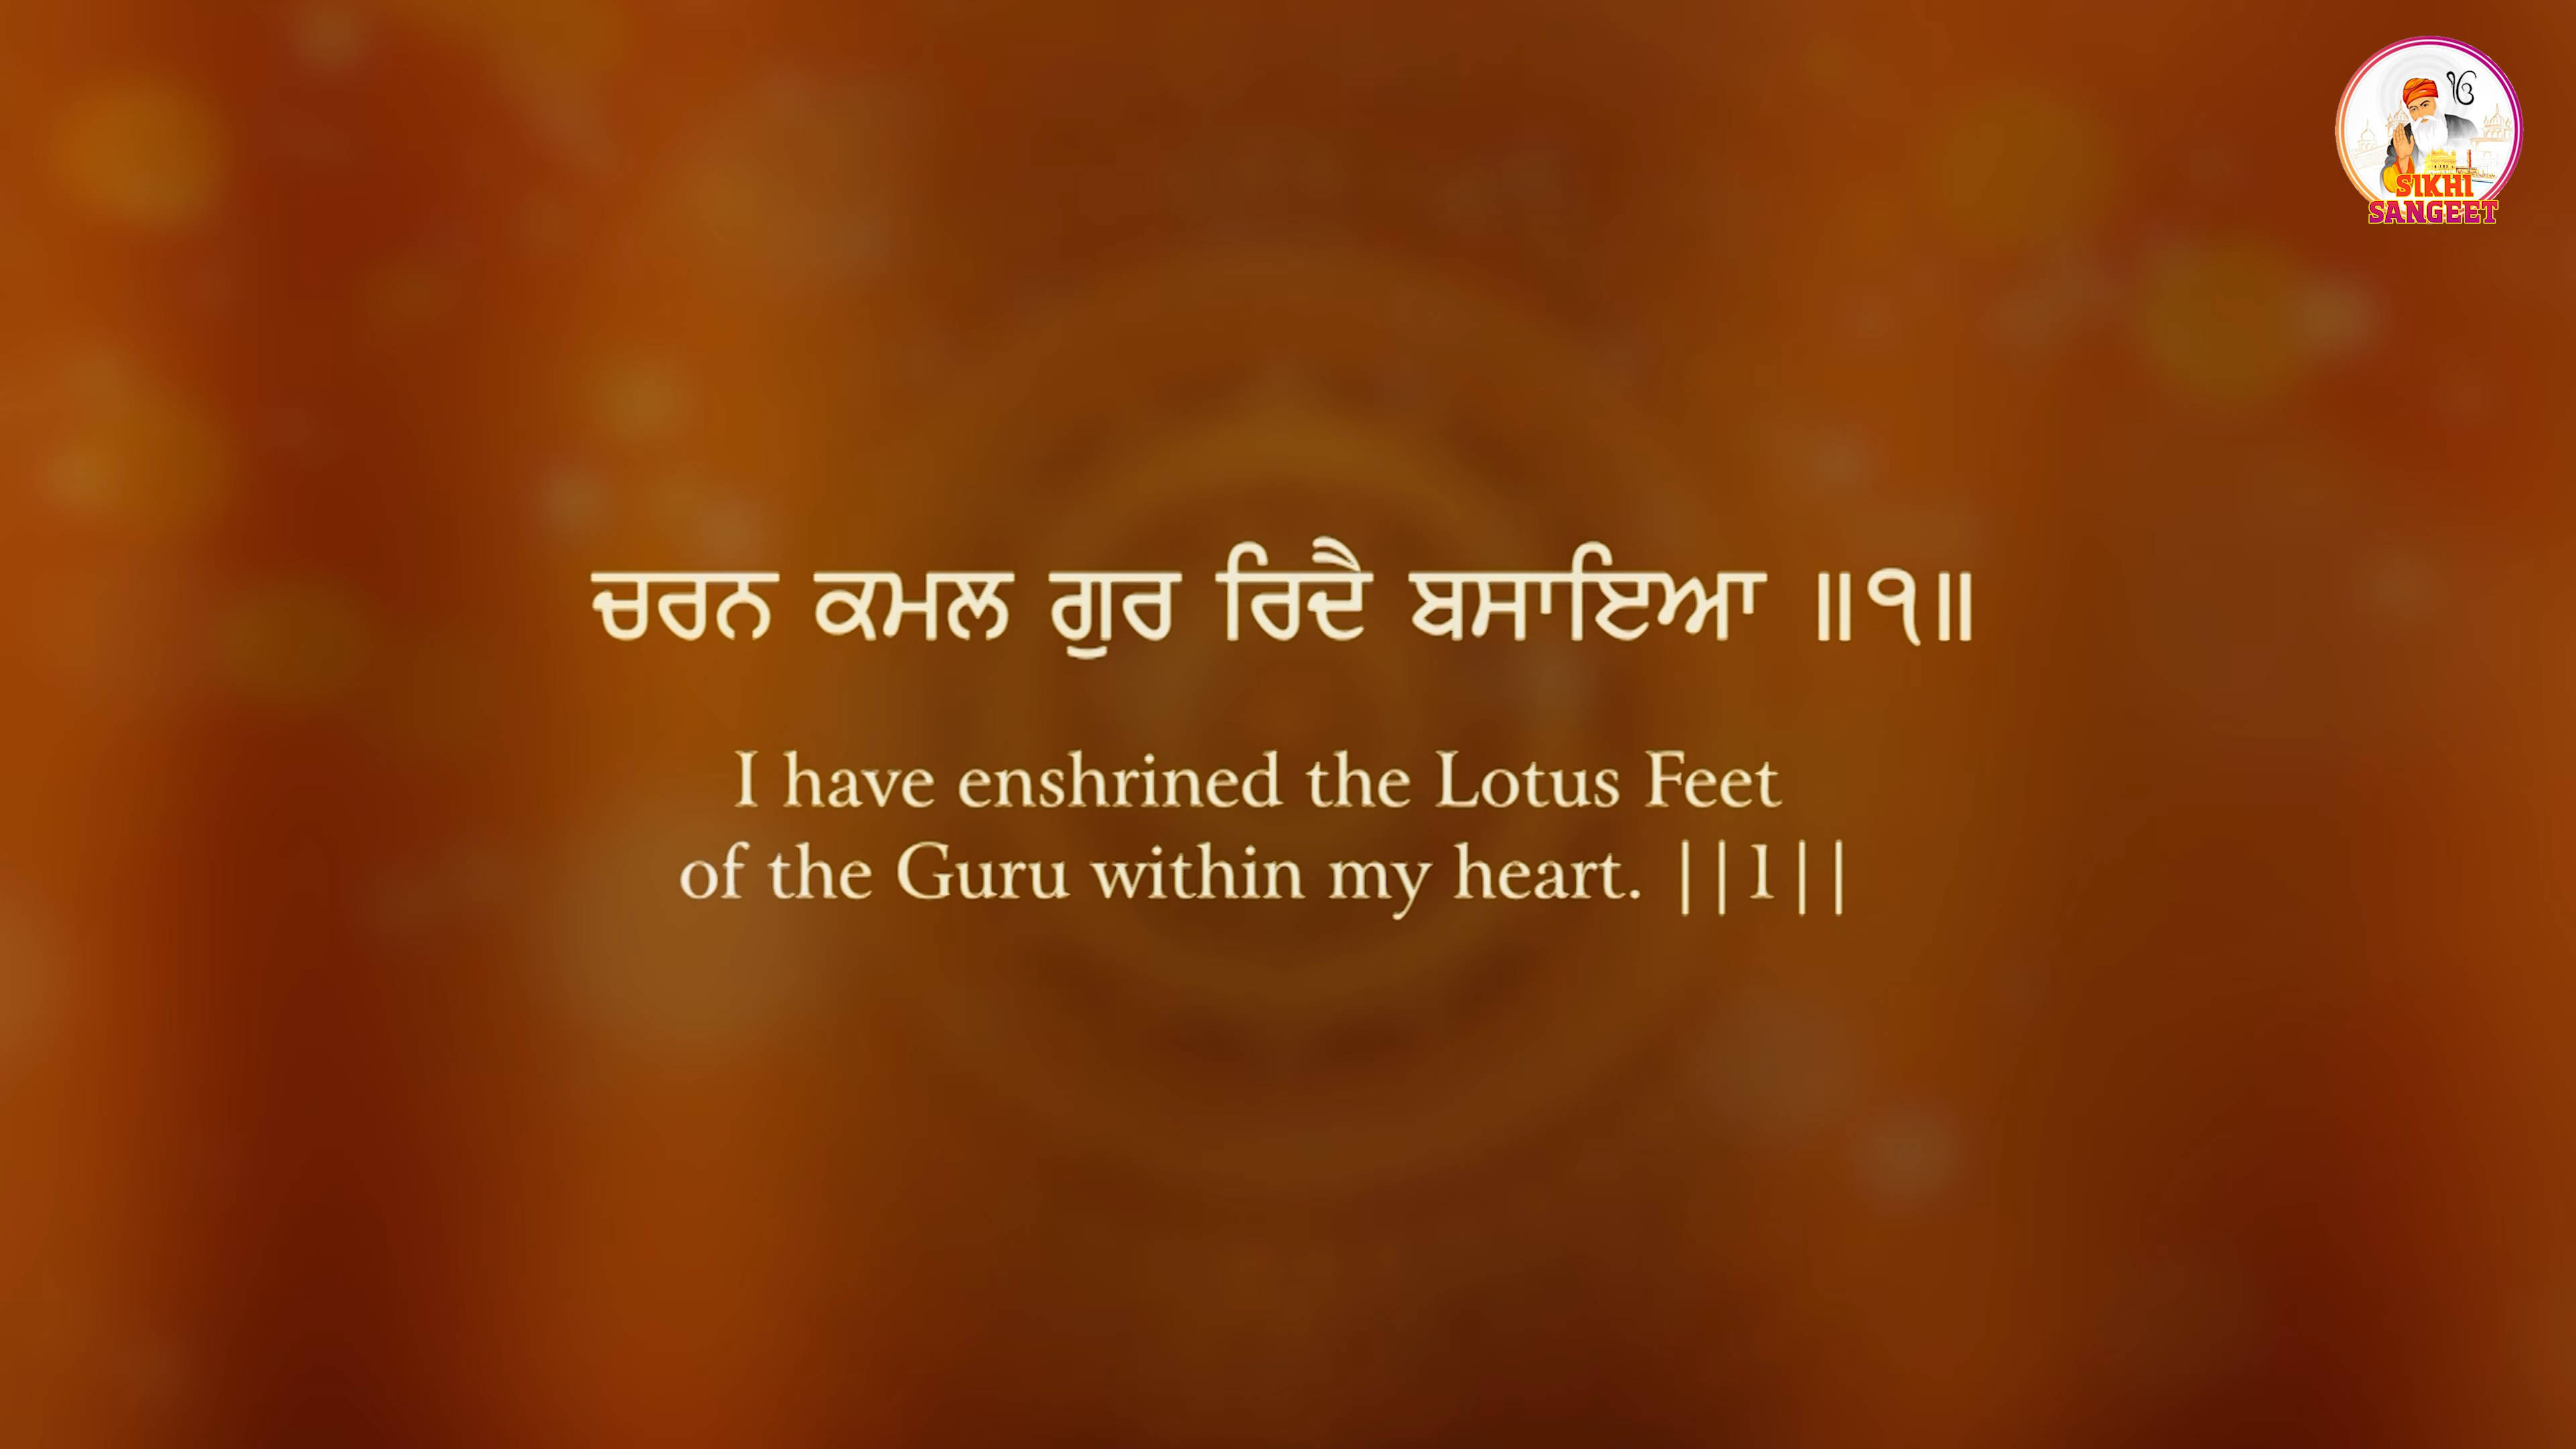 ੴ
SIKHI
SANGEET
ਚਰਨ ਕਮਲ ਗੁਰ ਰਿਦੈ ਬਸਾਇਆ ॥੧॥
I have enshrined the Lotus Feet
of the Guru within my heart. ||1||